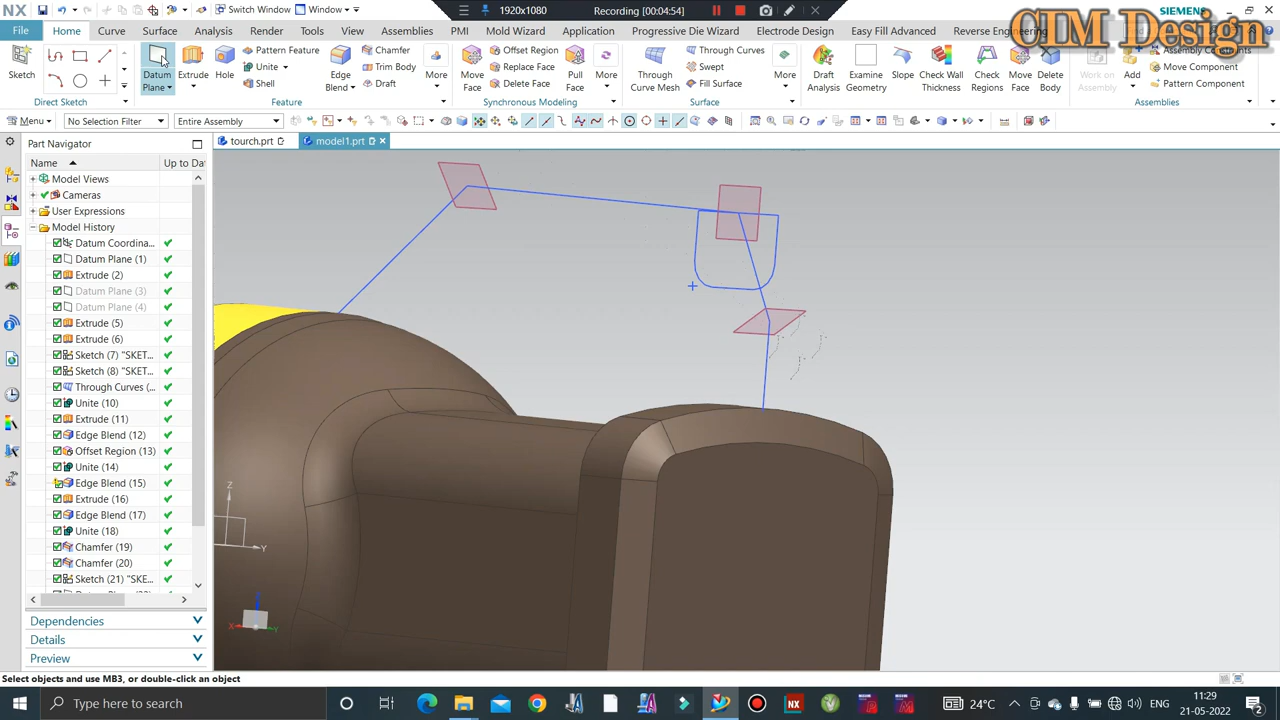 NX
Switch Window
Window
1920x1080
Recording [00:04:54]
SIEMENS
CIM Design
File
Home
Curve
Surface
Analysis
Render
Tools
View
Assemblies
PMI
Mold Wizard
Application
Progressive Die Wizard
Electrode Design
Easy Fill Advanced
Reverse Engineering
Sketch
Datum Plane
Extrude
Hole
Pattern Feature
Unite
Shell
Edge Blend
Chamfer
Trim Body
Draft
More
Move Face
Offset Region
Replace Face
Delete Face
Pull Face
More
Through Curve Mesh
Through Curves
Swept
Fill Surface
More
Draft Analysis
Examine Geometry
Slope
Check Wall Thickness
Check Regions
Move Face
Delete Body
Work on Assembly
Add
Assembly Constraints
Move Component
Pattern Component
Direct Sketch
Feature
Synchronous Modeling
Surface
Assemblies
Menu
No Selection Filter
Entire Assembly
Part Navigator
tourch.prt
model1.prt
Name
Up to Da
Model Views
Cameras
User Expressions
Model History
Datum Coordina...
Datum Plane (1)
Extrude (2)
Datum Plane (3)
Datum Plane (4)
Extrude (5)
Extrude (6)
Sketch (7) "SKET...
Sketch (8) "SKET...
Through Curves (...
Unite (10)
Extrude (11)
Edge Blend (12)
Offset Region (13)
Unite (14)
Edge Blend (15)
Extrude (16)
Edge Blend (17)
Unite (18)
Chamfer (19)
Chamfer (20)
Sketch (21) "SKE...
Dependencies
Details
Preview
Z
Y
X
Y
Select objects and use MB3, or double-click an object
Type here to search
24°C
ENG
11:29
21-05-2022
2